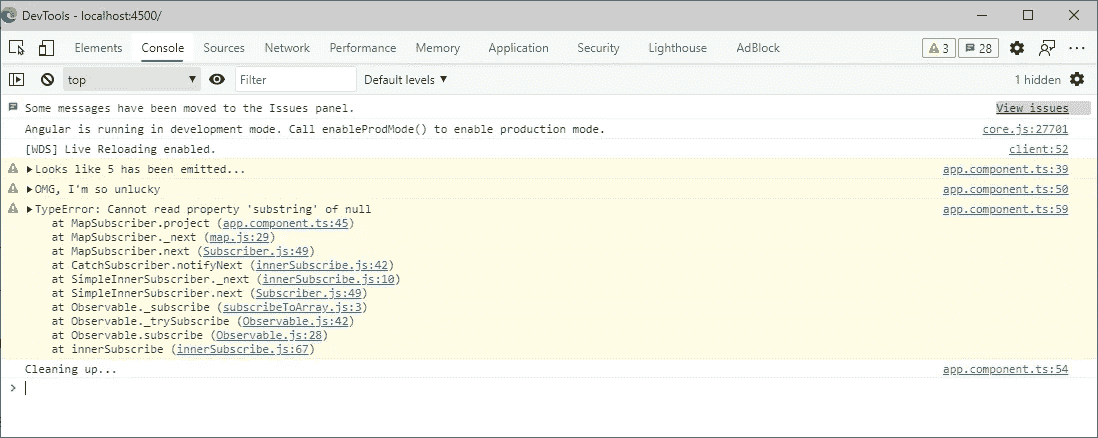 DevTools - localhost:4500/
Elements Console Sources Network Performance Memory Application Security Lighthouse AdBlock 3 28
top Filter Default levels 1 hidden
Some messages have been moved to the Issues panel. View issues
Angular is running in development mode. Call enableProdMode() to enable production mode. core.js:27701
[WDS] Live Reloading enabled. client:52
Looks like 5 has been emitted... app.component.ts:39
OMG, I'm so unlucky app.component.ts:50
TypeError: Cannot read property 'substring' of null app.component.ts:59
at MapSubscriber.project (app.component.ts:45)
at MapSubscriber._next (map.js:29)
at MapSubscriber.next (Subscriber.js:49)
at CatchSubscriber.notifyNext (innerSubscribe.js:42)
at SimpleInnerSubscriber._next (innerSubscribe.js:10)
at SimpleInnerSubscriber.next (Subscriber.js:49)
at Observable._subscribe (subscribeToArray.js:3)
at Observable._trySubscribe (Observable.js:42)
at Observable.subscribe (Observable.js:28)
at innerSubscribe (innerSubscribe.js:67)
Cleaning up... app.component.ts:54